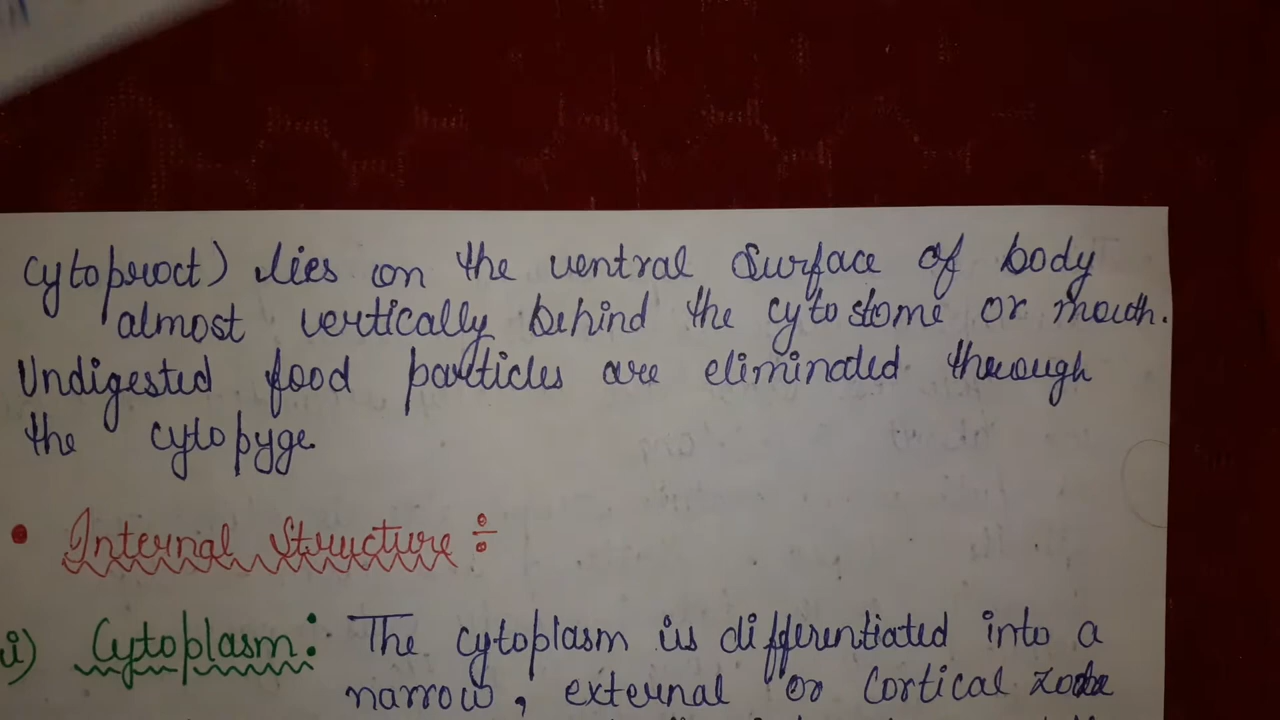 cytoproct) lies on the ventral surface of body
almost vertically behind the cytostome or mouth.
Undigested food particles are eliminated through
the cytopyge
• Internal Structure ÷
ii) Cytoplasm: The cytoplasm is differentiated into a
narrow, external or cortical